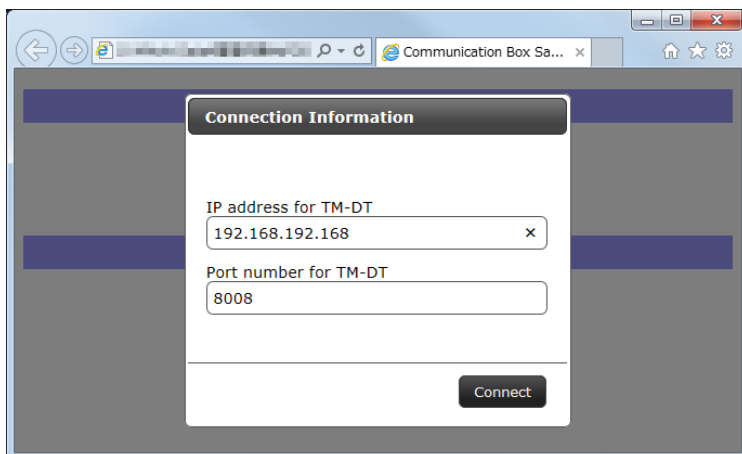 Communication Box Sa...
Connection Information
IP address for TM-DT
192.168.192.168
Port number for TM-DT
8008
Connect